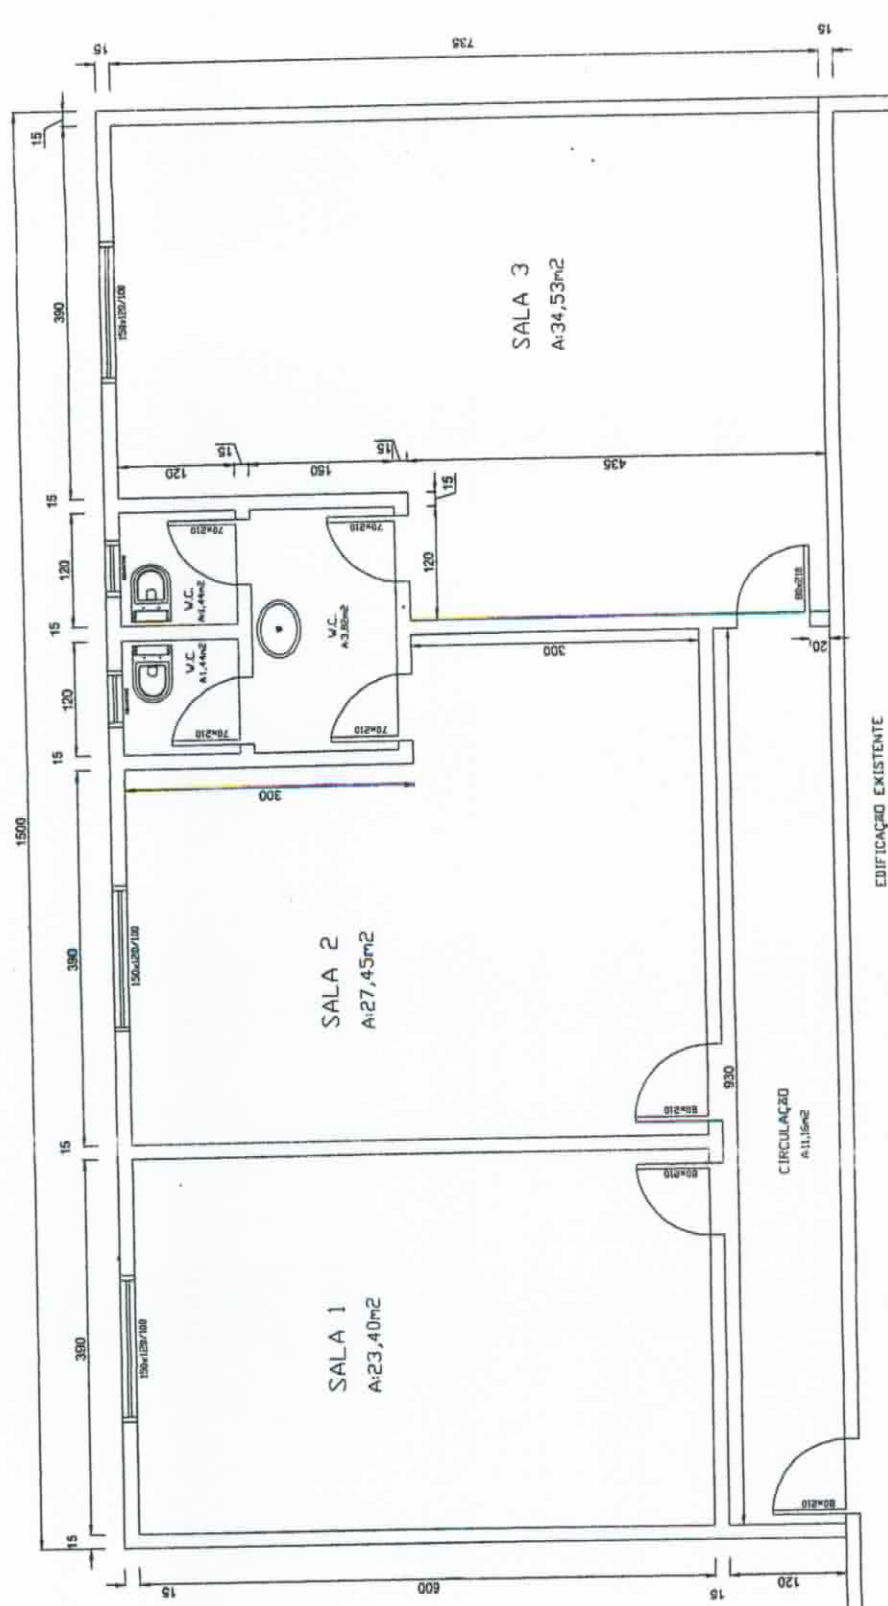 15
735
15
15
390
150x120/100
SALA 3
A:34,53m2
120
15
150
15
435
15
15
120
70x210
70x210
W.C.
A:1,44m2
120
15
80x210
W.C.
A:3,82m2
20
300
120
W.C.
A:1,44m2
70x210
70x210
15
300
1500
EDIFICAÇÃO EXISTENTE
390
150x120/100
SALA 2
A:27,45m2
80x210
930
15
CIRCULAÇÃO
A:11,16m2
80x210
390
150x120/100
SALA 1
A:23,40m2
80x210
15
15
600
15
120